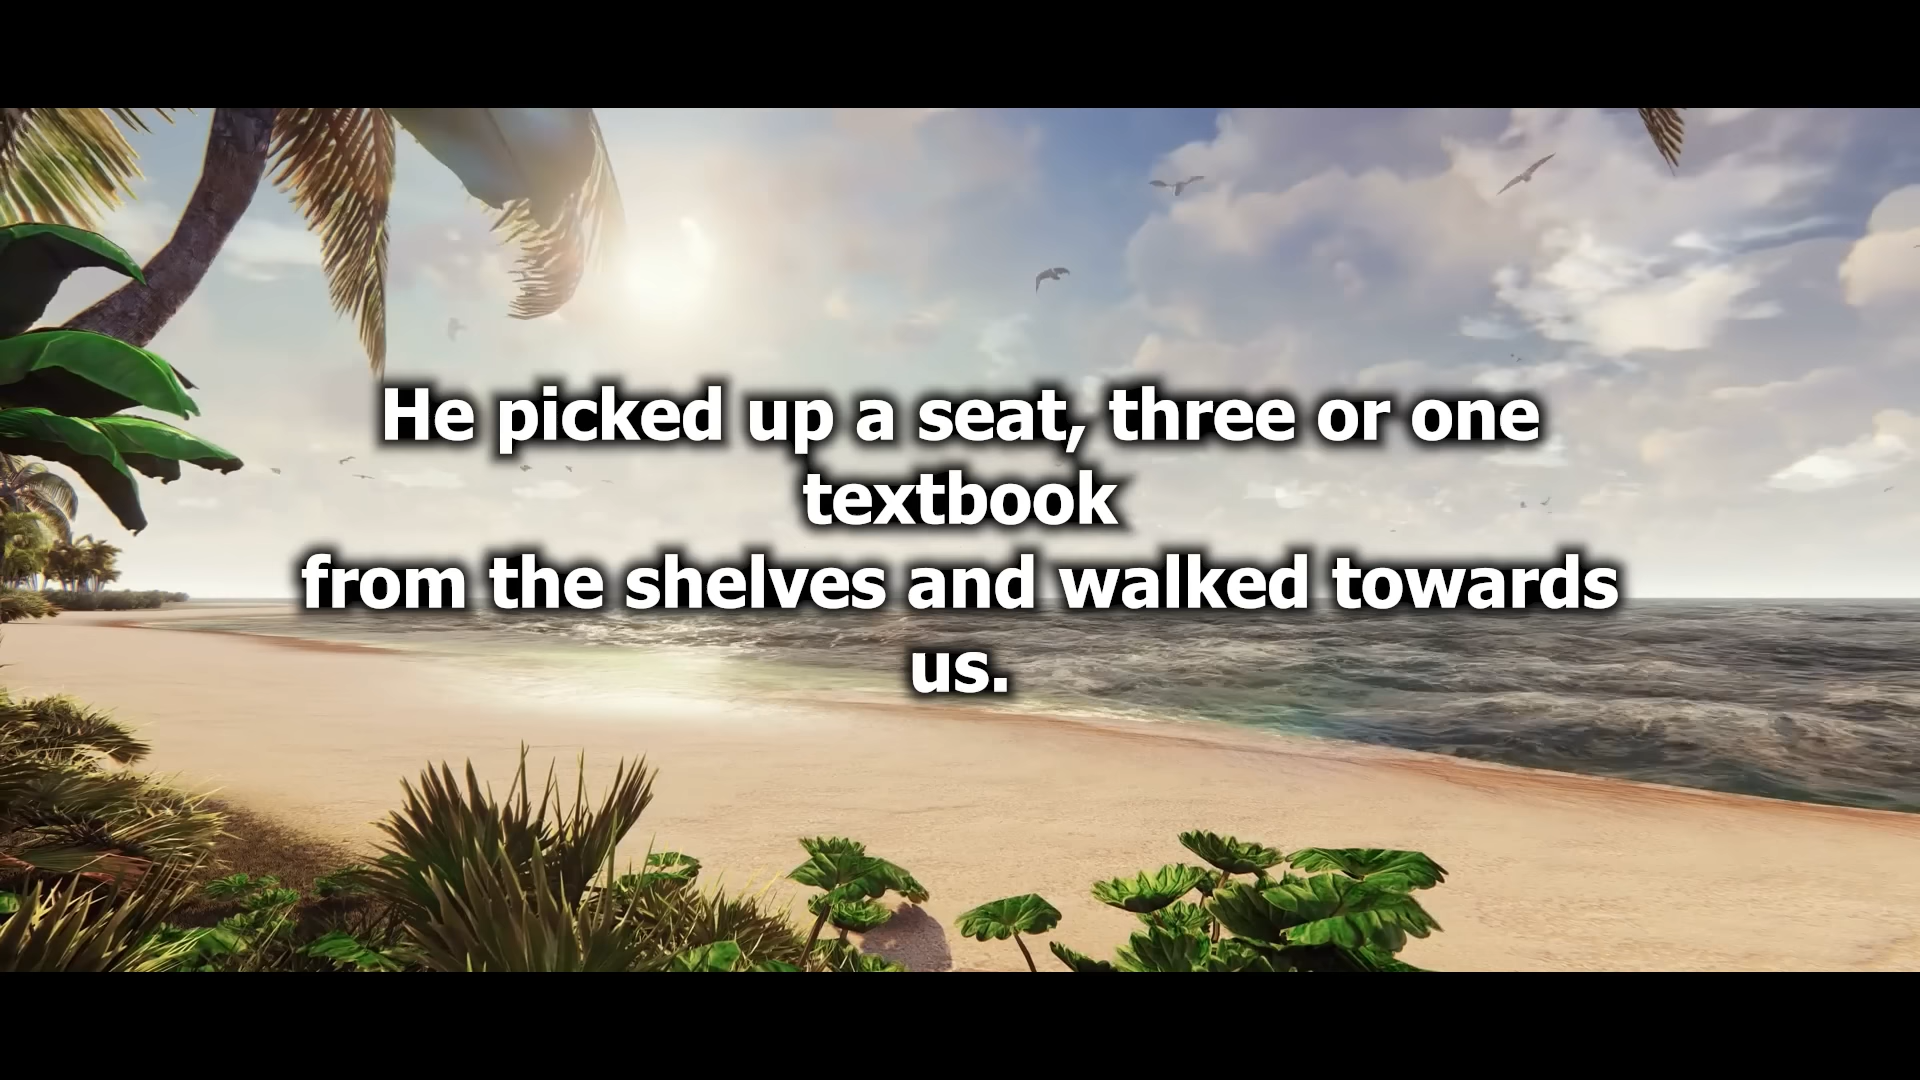 He picked up a seat, three or one
textbook
from the shelves and walked towards
us.